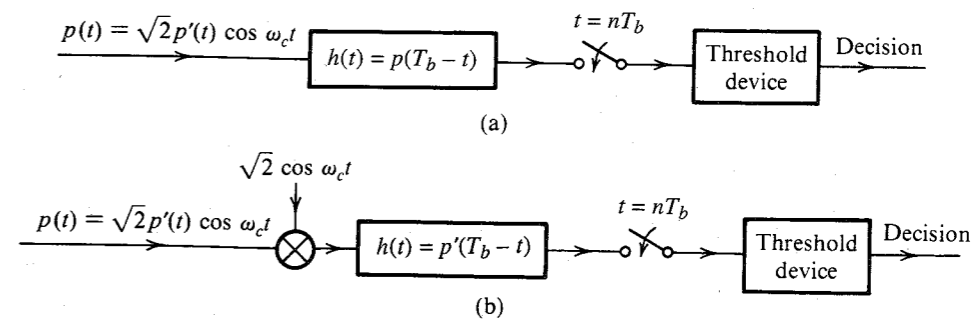 p(t) = √2 p′(t) cos ω_c t
h(t) = p(T_b − t)
t = nT_b
Threshold
device
Decision
(a)
√2 cos ω_c t
p(t) = √2 p′(t) cos ω_c t
h(t) = p′(T_b − t)
t = nT_b
Threshold
device
Decision
(b)